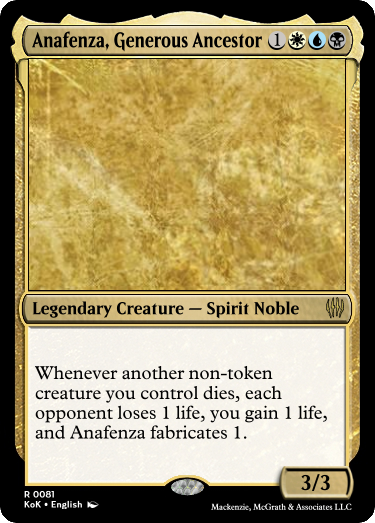 Anafenza, Generous Ancestor 1
Legendary Creature — Spirit Noble
Whenever another non-token
creature you control dies, each
opponent loses 1 life, you gain 1 life,
and Anafenza fabricates 1.
3/3
R 0081
KoK • English
Mackenzie, McGrath & Associates LLC